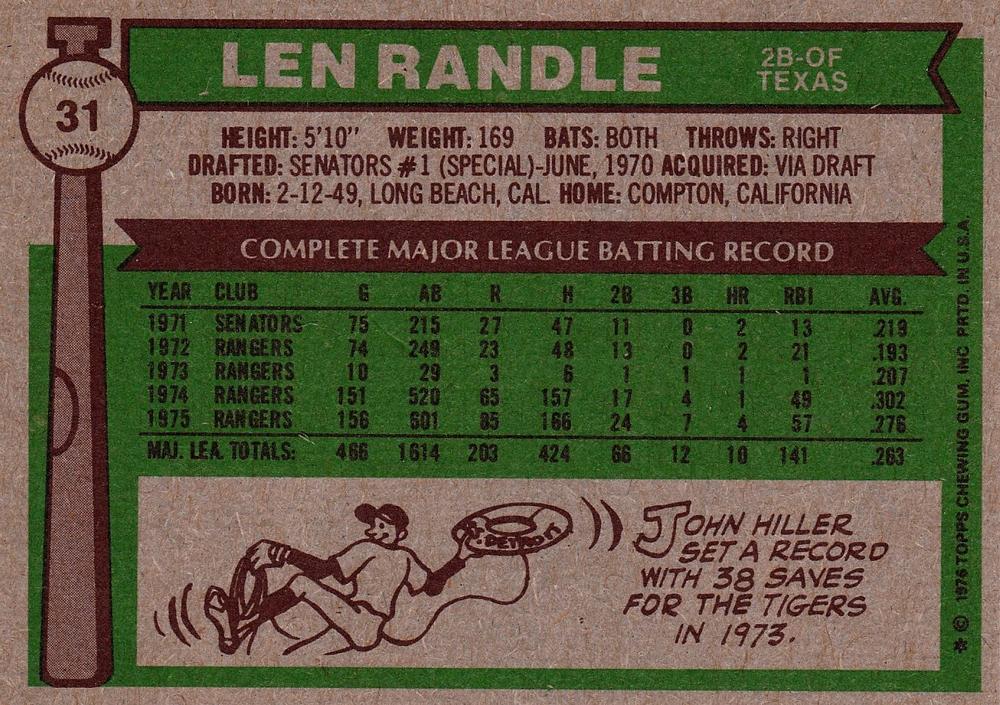 31
LEN RANDLE
2B-OF
TEXAS
HEIGHT: 5'10" WEIGHT: 169 BATS: BOTH THROWS: RIGHT
DRAFTED: SENATORS #1 (SPECIAL)-JUNE, 1970 ACQUIRED: VIA DRAFT
BORN: 2-12-49, LONG BEACH, CAL. HOME: COMPTON, CALIFORNIA
COMPLETE MAJOR LEAGUE BATTING RECORD
YEAR CLUB G AB R H 2B 3B HR RBI AVG.
1971 SENATORS 75 215 27 47 11 0 2 13 .219
1972 RANGERS 74 249 23 48 13 0 2 21 .193
1973 RANGERS 10 29 3 6 1 1 1 1 .207
1974 RANGERS 151 520 65 157 17 4 1 49 .302
1975 RANGERS 156 601 85 166 24 7 4 57 .276
MAJ. LEA. TOTALS: 466 1614 203 424 66 12 10 141 .263
DETROIT
JOHN HILLER
SET A RECORD
WITH 38 SAVES
FOR THE TIGERS
IN 1973.
* © 1976 TOPPS CHEWING GUM, INC PRTD. IN U.S.A.